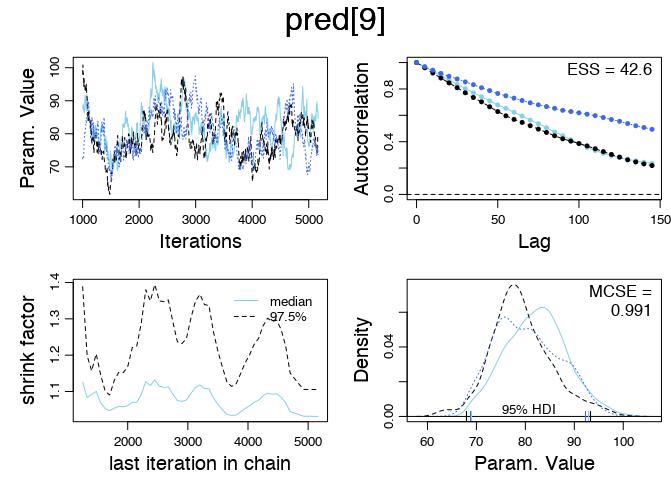 pred[9]
Param. Value
70 80 90 100
1000 2000 3000 4000 5000
Iterations
Autocorrelation
0.0 0.4 0.8
ESS = 42.6
0 50 100 150
Lag
shrink factor
1.1 1.2 1.3 1.4
median
97.5%
2000 3000 4000 5000
last iteration in chain
Density
0.00 0.04
MCSE =
0.991
95% HDI
60 70 80 90 100
Param. Value